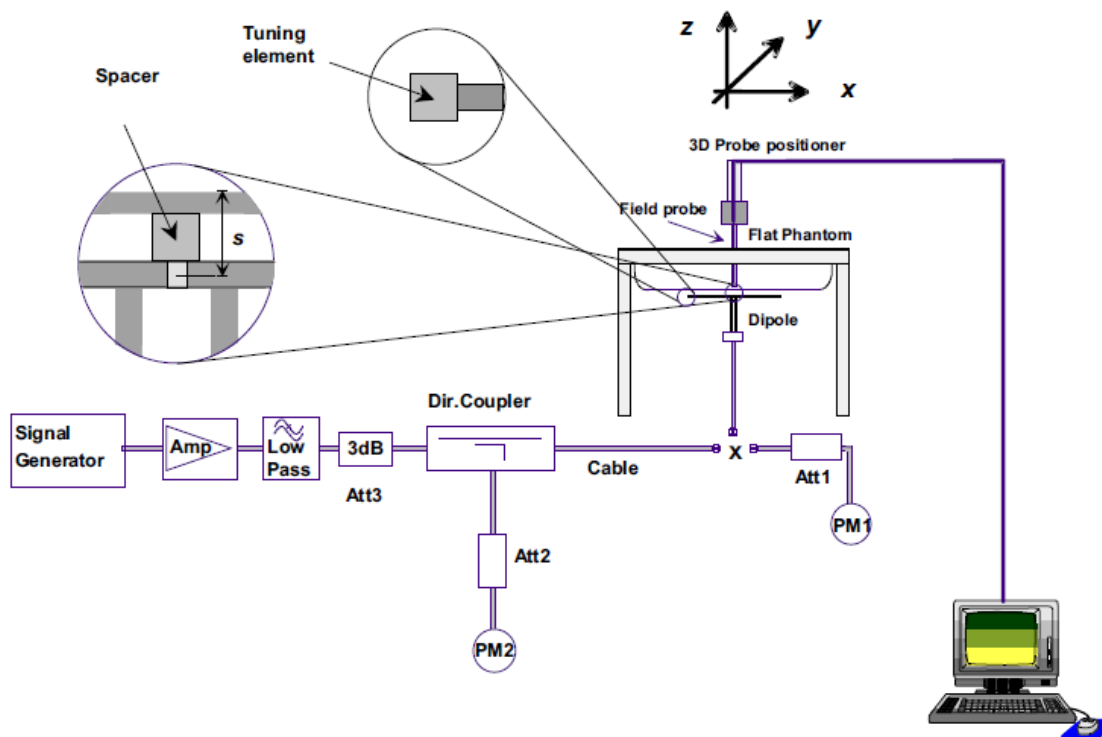 Tuning
element
Spacer
z
y
x
s
3D Probe positioner
Field probe
Flat Phantom
Dipole
Dir.Coupler
Signal
Generator
Amp
Low
Pass
3dB
Att3
Cable
X
Att1
PM1
Att2
PM2